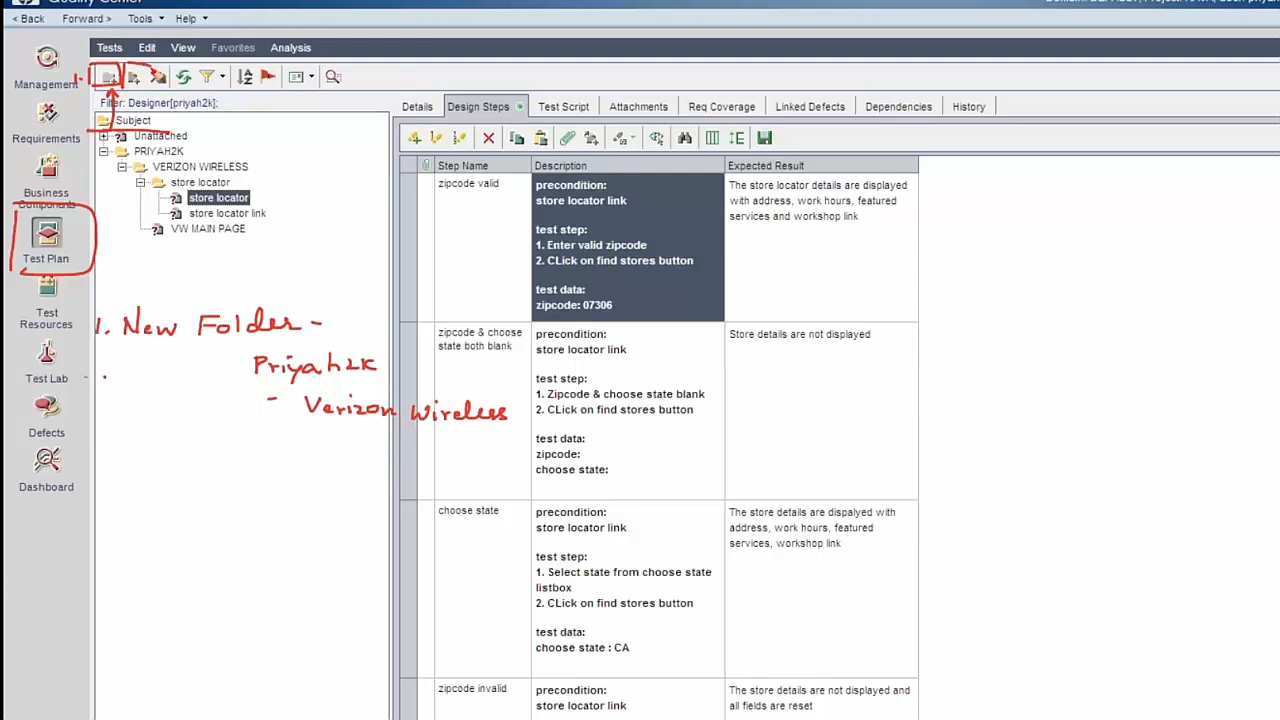 Quality Center
< Back Forward > Tools Help
Management
Requirements
Business
Components
Test Plan
Test
Resources
Test Lab
Defects
Dashboard
Tests Edit View Favorites Analysis
1.
Filter: Designer[priyah2k];
Subject
Unattached
PRIYAH2K
VERIZON WIRELESS
store locator
store locator
store locator link
VW MAIN PAGE
1. New Folder -
Priyah2K
- Verizon Wireless
Details Design Steps Test Script Attachments Req Coverage Linked Defects Dependencies History
Step Name Description Expected Result
zipcode valid
precondition:
store locator link
test step:
1. Enter valid zipcode
2. CLick on find stores button
test data:
zipcode: 07306
The store locator details are displayed
with address, work hours, featured
services and workshop link
zipcode & choose
state both blank
precondition:
store locator link
test step:
1. Zipcode & choose state blank
2. CLick on find stores button
test data:
zipcode:
choose state:
Store details are not displayed
choose state
precondition:
store locator link
test step:
1. Select state from choose state
listbox
2. CLick on find stores button
test data:
choose state : CA
The store details are dispalyed with
address, work hours, featured
services, workshop link
zipcode invalid
precondition:
store locator link
The store details are not displayed and
all fields are reset